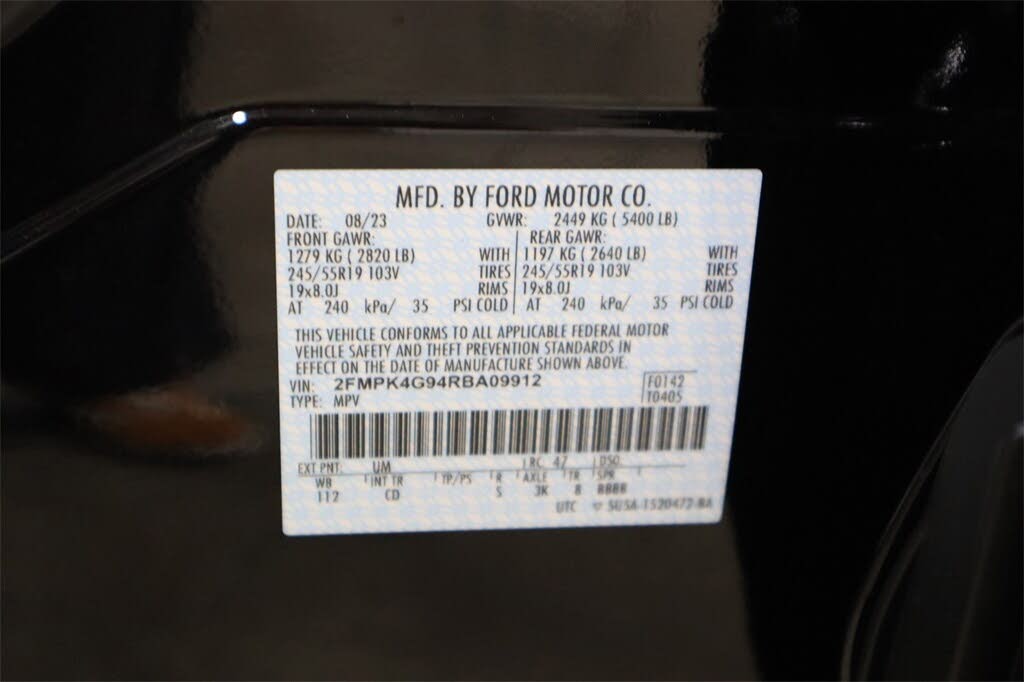 MFD. BY FORD MOTOR CO.
DATE: 08/23 GVWR: 2449 KG ( 5400 LB)
FRONT GAWR: REAR GAWR:
1279 KG ( 2820 LB) WITH 1197 KG ( 2640 LB) WITH
245/55R19 103V TIRES 245/55R19 103V TIRES
19x8.0J RIMS 19x8.0J RIMS
AT 240 kPa/ 35 PSI COLD AT 240 kPa/ 35 PSI COLD
THIS VEHICLE CONFORMS TO ALL APPLICABLE FEDERAL MOTOR
VEHICLE SAFETY AND THEFT PREVENTION STANDARDS IN
EFFECT ON THE DATE OF MANUFACTURE SHOWN ABOVE.
VIN: 2FMPK4G94RBA09912 F0142
TYPE: MPV T0405
EXT PNT: UM RC: 47 DSO:
WB INT TR TP/PS R AXLE TR SPR
112 CD S 3K 8 BBBB
UTC